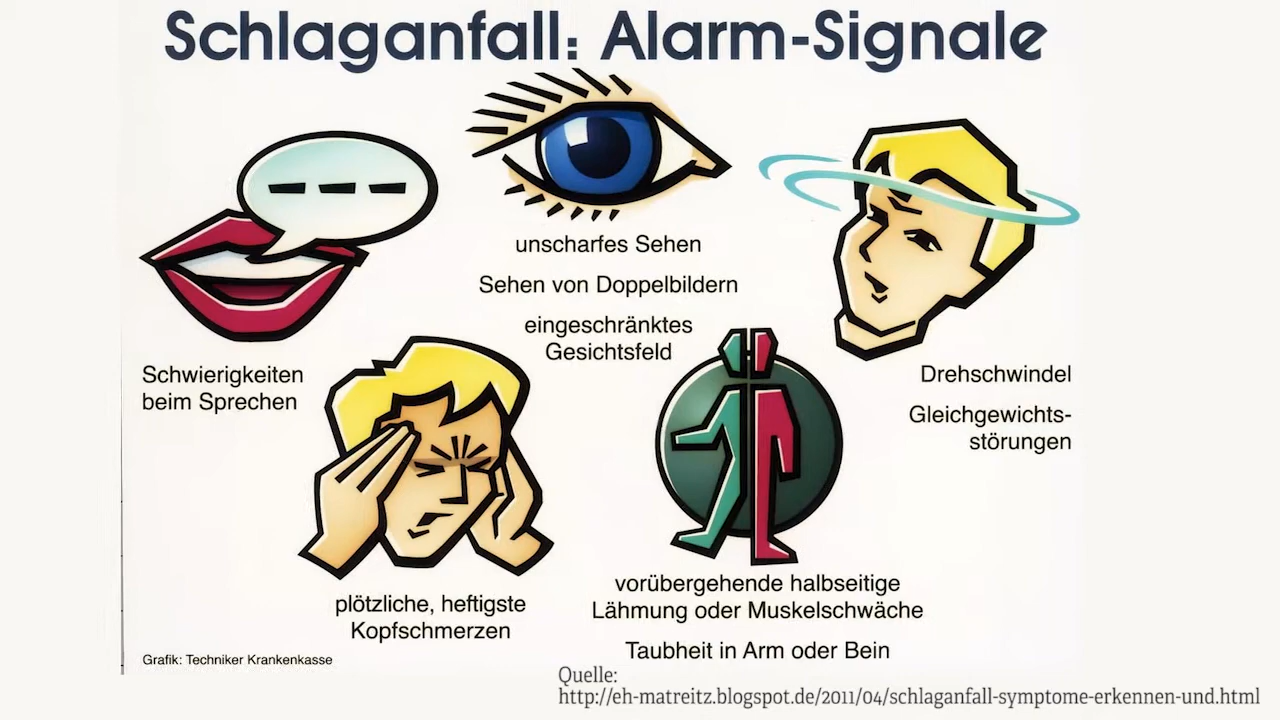 Schlaganfall: Alarm-Signale
unscharfes Sehen
Sehen von Doppelbildern
eingeschränktes
Gesichtsfeld
Schwierigkeiten
beim Sprechen
Drehschwindel
Gleichgewichts-
störungen
plötzliche, heftigste
Kopfschmerzen
vorübergehende halbseitige
Lähmung oder Muskelschwäche
Taubheit in Arm oder Bein
Grafik: Techniker Krankenkasse
Quelle:
http://eh-matreitz.blogspot.de/2011/04/schlaganfall-symptome-erkennen-und.html